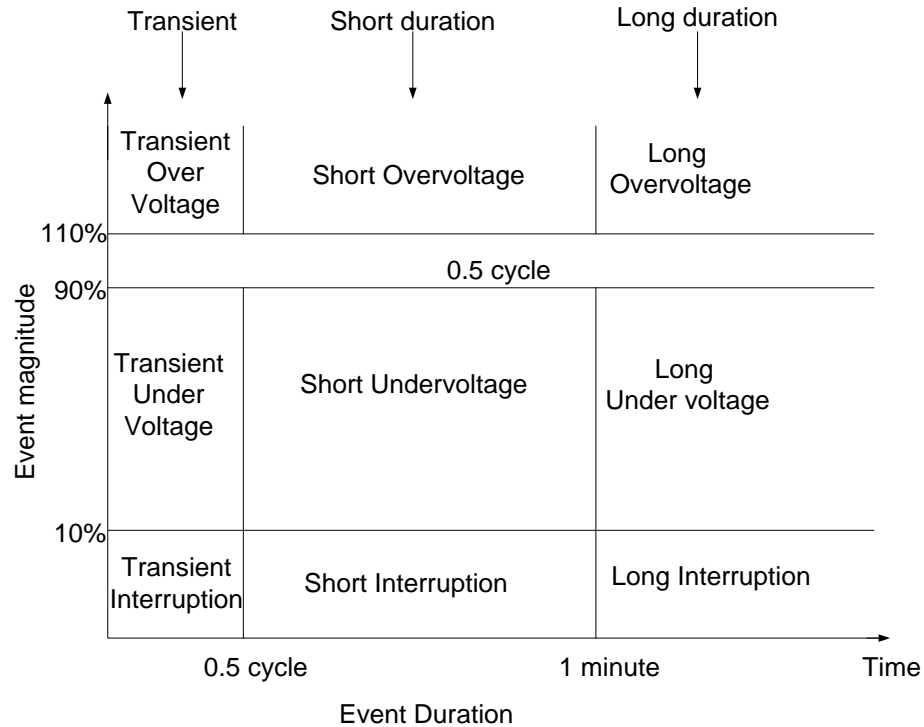 Transient
Short duration
Long duration
Transient
Over
Voltage
Short Overvoltage
Long
Overvoltage
110%
0.5 cycle
90%
Event magnitude
Transient
Under
Voltage
Short Undervoltage
Long
Under voltage
10%
Transient
Interruption
Short Interruption
Long Interruption
0.5 cycle
1 minute
Time
Event Duration